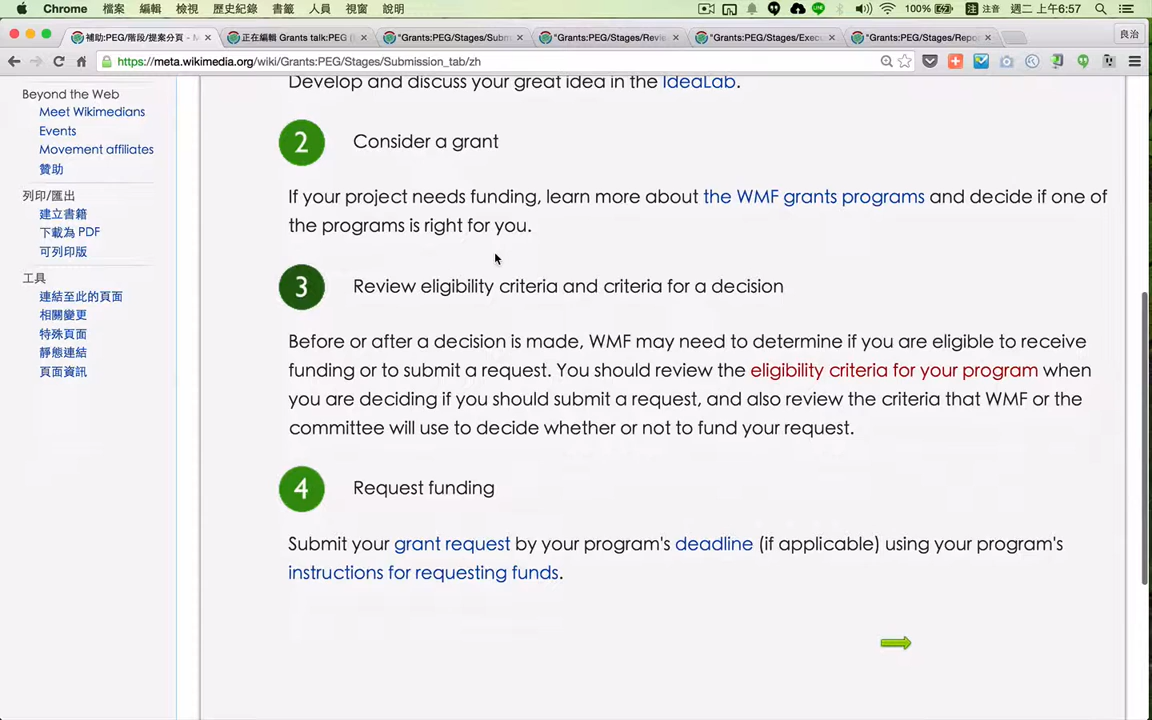 Chrome 檔案 編輯 檢視 歷史紀錄 書籤 人員 視窗 說明 100% 注音 週二 上午6:57
補助:PEG/階段/提案分頁 - M
正在編輯 Grants talk:PEG (
"Grants:PEG/Stages/Subm
"Grants:PEG/Stages/Revie
"Grants:PEG/Stages/Execu
"Grants:PEG/Stages/Repo
良治
https://meta.wikimedia.org/wiki/Grants:PEG/Stages/Submission_tab/zh
Beyond the Web
Meet Wikimedians
Events
Movement affiliates
贊助
列印/匯出
建立書籍
下載為 PDF
可列印版
工具
連結至此的頁面
相關變更
特殊頁面
靜態連結
頁面資訊
Develop and discuss your great idea in the IdeaLab.
2 Consider a grant
If your project needs funding, learn more about the WMF grants programs and decide if one of
the programs is right for you.
3 Review eligibility criteria and criteria for a decision
Before or after a decision is made, WMF may need to determine if you are eligible to receive
funding or to submit a request. You should review the eligibility criteria for your program when
you are deciding if you should submit a request, and also review the criteria that WMF or the
committee will use to decide whether or not to fund your request.
4 Request funding
Submit your grant request by your program's deadline (if applicable) using your program's
instructions for requesting funds.